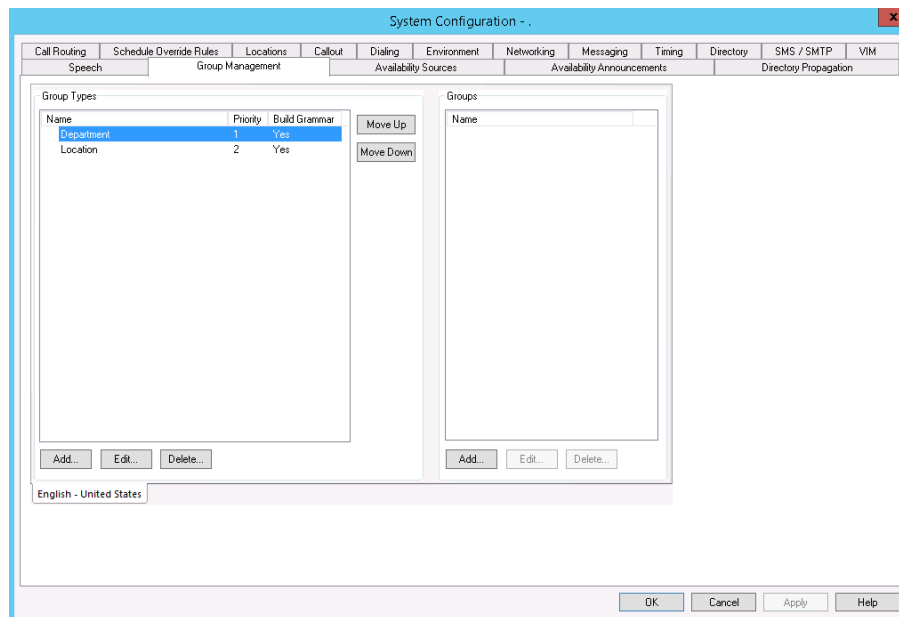 System Configuration - .
x
Call Routing Schedule Override Rules Locations Callout Dialing Environment Networking Messaging Timing Directory SMS / SMTP VIM
Speech Group Management Availability Sources Availability Announcements Directory Propagation
Group Types
Groups
Name Priority Build Grammar
Name
Department 1 Yes
Location 2 Yes
Move Up
Move Down
Add... Edit... Delete...
Add... Edit... Delete...
English - United States
OK Cancel Apply Help